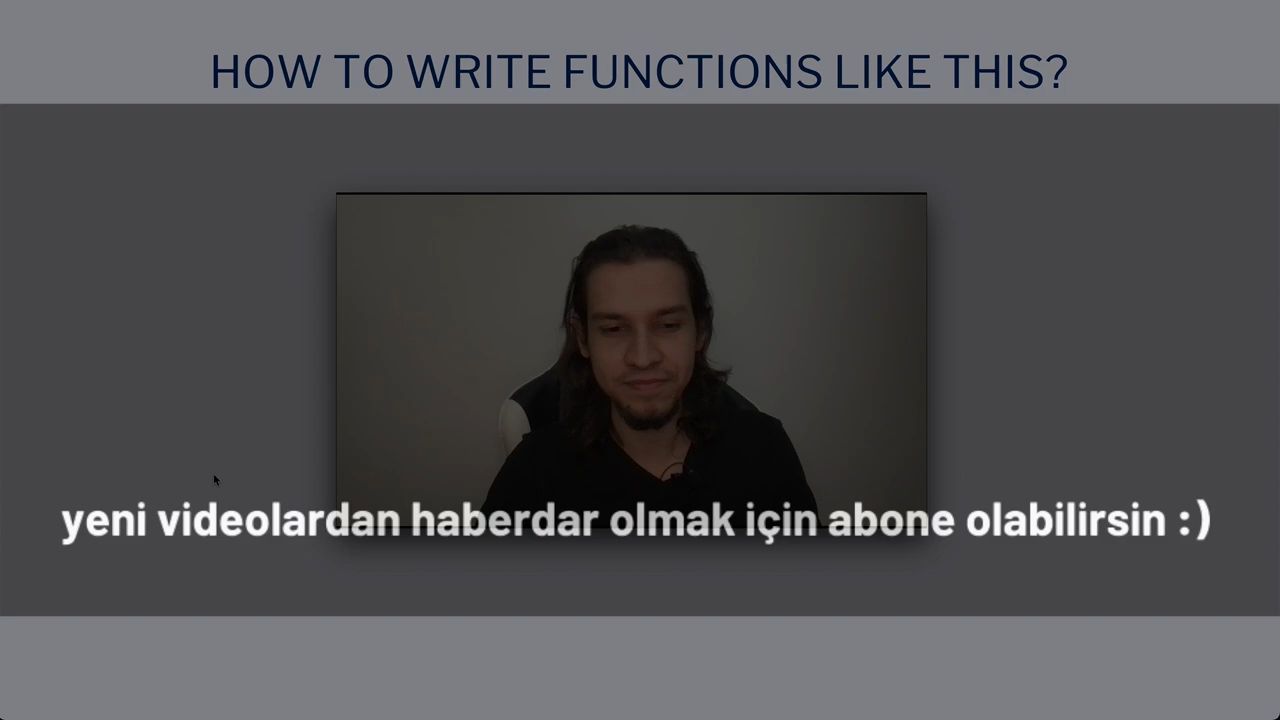 HOW TO WRITE FUNCTIONS LIKE THIS?
yeni videolardan haberdar olmak için abone olabilirsin :)